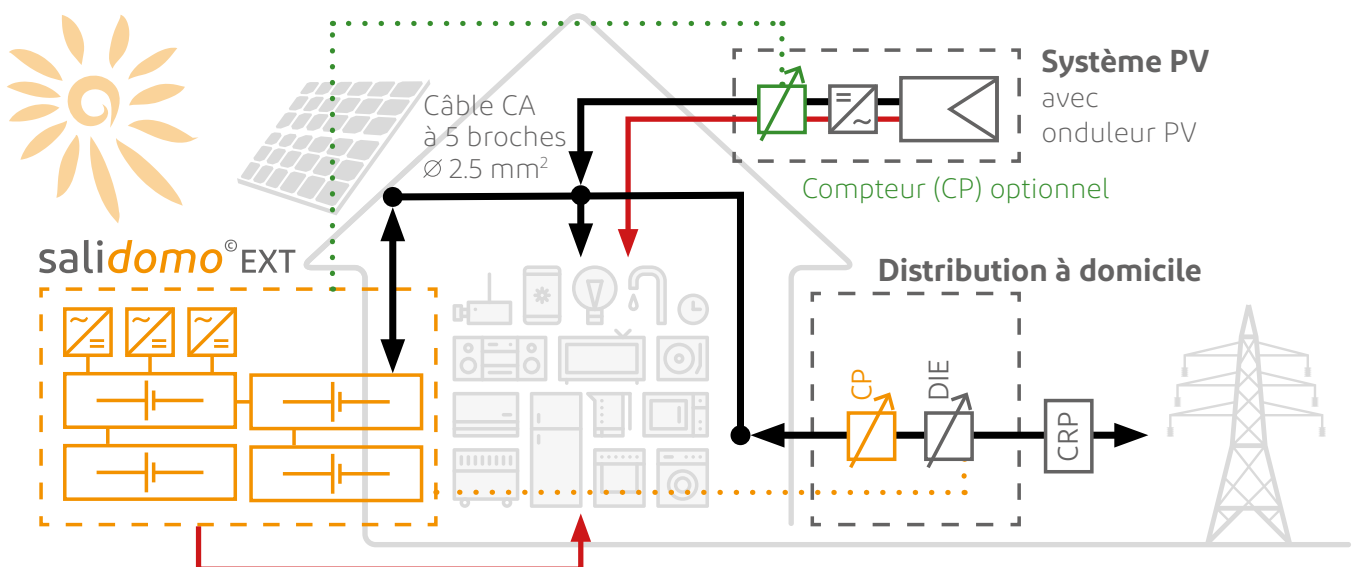 Système PV
avec
onduleur PV
Câble CA
à 5 broches
∅ 2.5 mm²
Compteur (CP) optionnel
salidomo©EXT
Distribution à domicile
CP
DIE
CRP